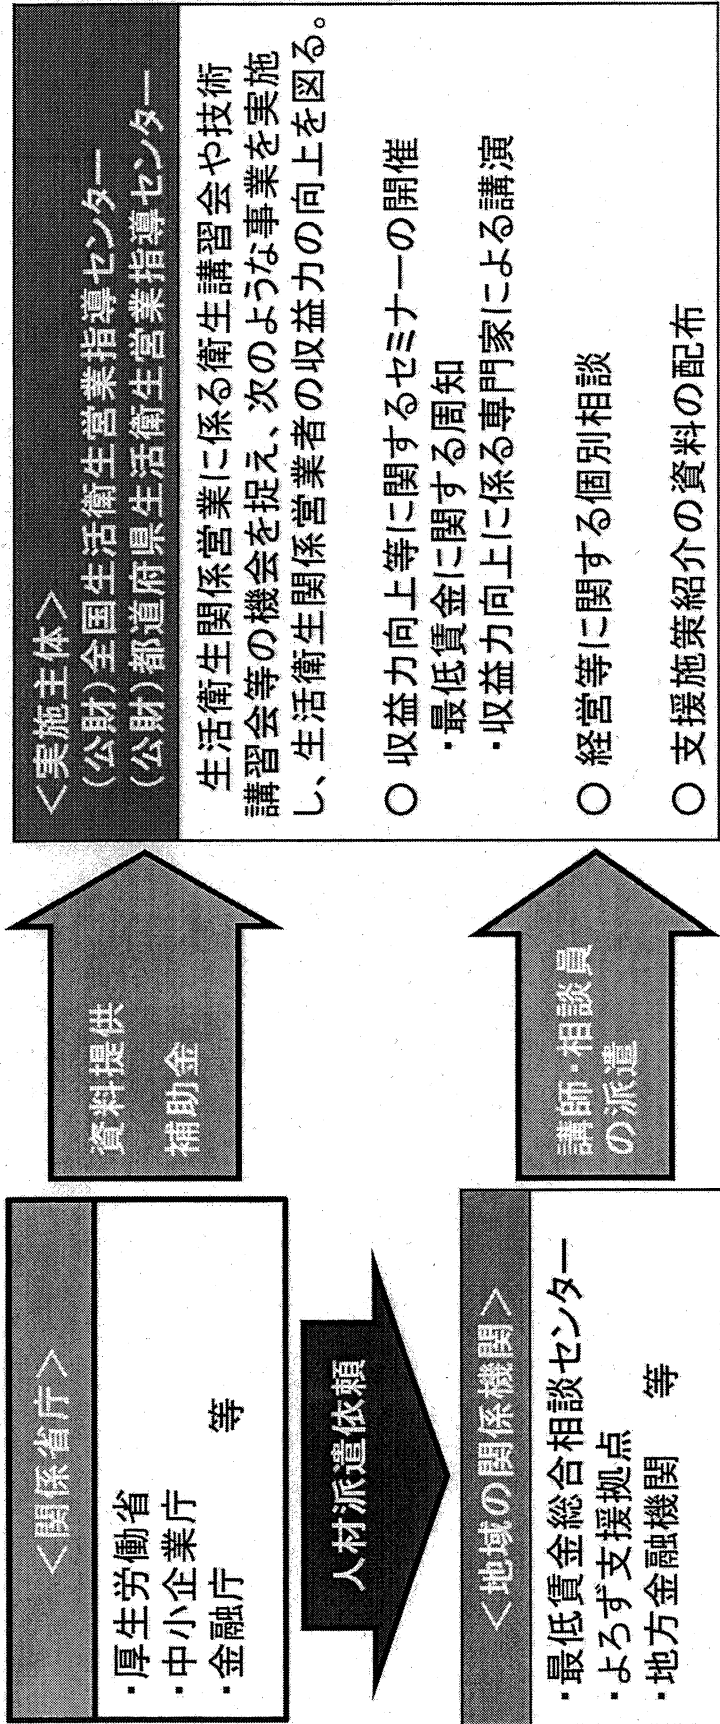 ＜関係省庁＞
・厚生労働省
・中小企業庁
・金融庁　　　等
人材派遣依頼
＜地域の関係機関＞
・最低賃金総合相談センター
・よろず支援拠点
・地方金融機関　等
資料提供
補助金
講師・相談員
の派遣
＜実施主体＞
（公財）全国生活衛生営業指導センター
（公財）都道府県生活衛生営業指導センター
生活衛生関係営業に係る衛生講習会や技術
講習会等の機会を捉え、次のような事業を実施
し、生活衛生関係営業者の収益力の向上を図る。
○ 収益力向上等に関するセミナーの開催
・最低賃金に関する周知
・収益力向上に係る専門家による講演
○ 経営等に関する個別相談
○ 支援施策紹介の資料の配布